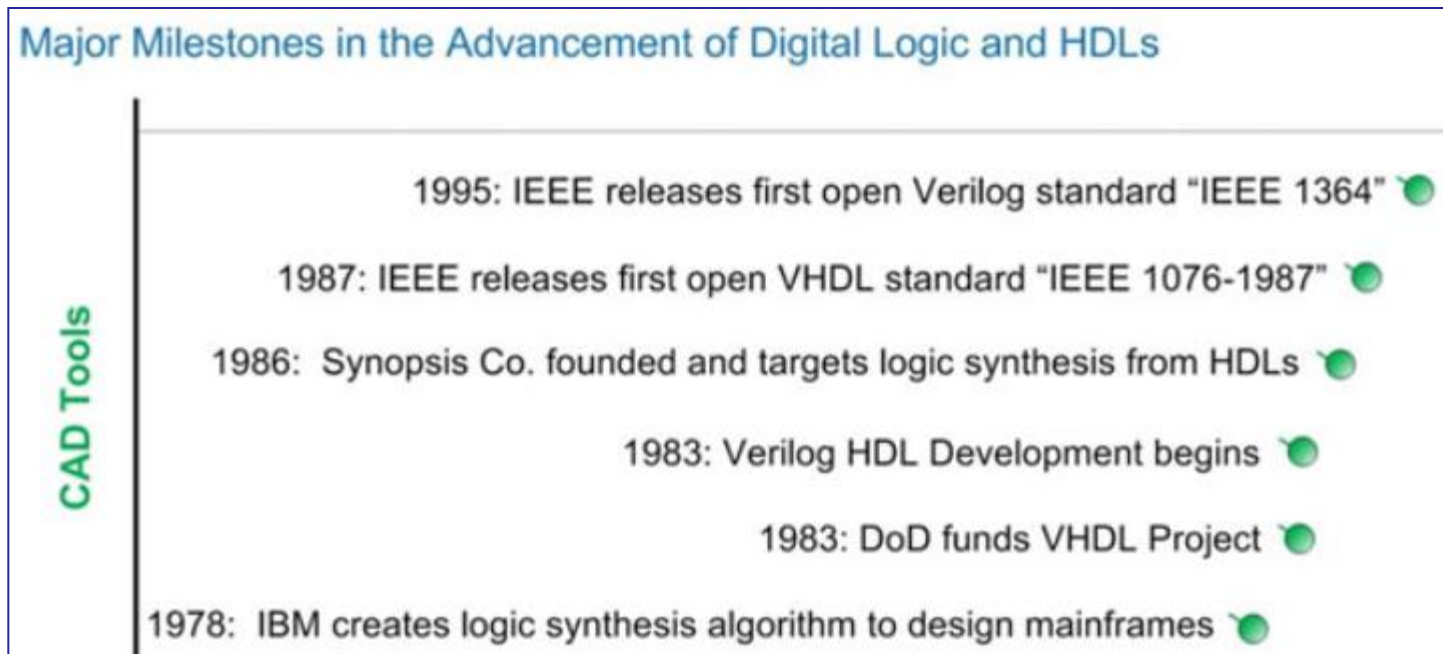 Major Milestones in the Advancement of Digital Logic and HDLs
1995: IEEE releases first open Verilog standard “IEEE 1364”
1987: IEEE releases first open VHDL standard “IEEE 1076-1987”
1986:  Synopsis Co. founded and targets logic synthesis from HDLs
CAD Tools
1983: Verilog HDL Development begins
1983: DoD funds VHDL Project
1978:  IBM creates logic synthesis algorithm to design mainframes